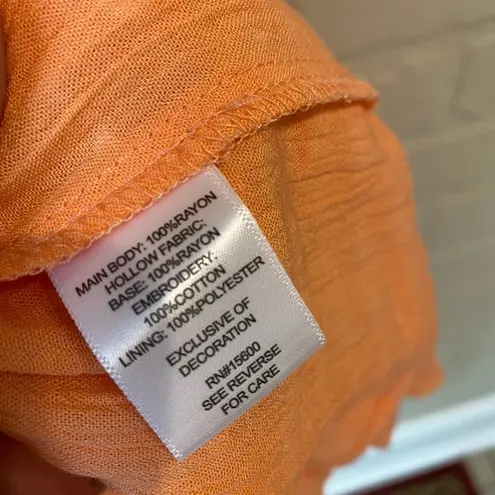 MAIN BODY: 100%RAYON
HOLLOW FABRIC:
BASE: 100%RAYON
EMBROIDERY:
100%COTTON
LINING: 100%POLYESTER
EXCLUSIVE OF
DECORATION
RN#15600
SEE REVERSE
FOR CARE